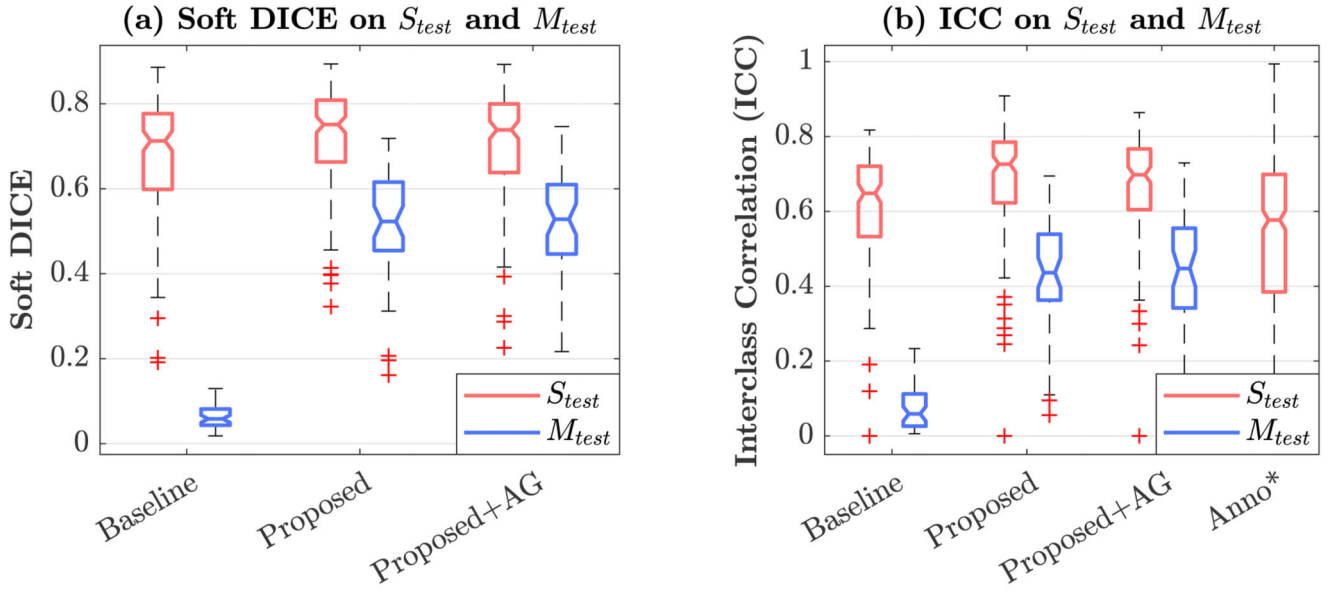 (a) Soft DICE on S_test and M_test
Soft DICE
0.8
0.6
0.4
0.2
0
Baseline
Proposed
Proposed+AG
S_test
M_test
(b) ICC on S_test and M_test
Interclass Correlation (ICC)
1
0.8
0.6
0.4
0.2
0
Baseline
Proposed
Proposed+AG
Anno*
S_test
M_test